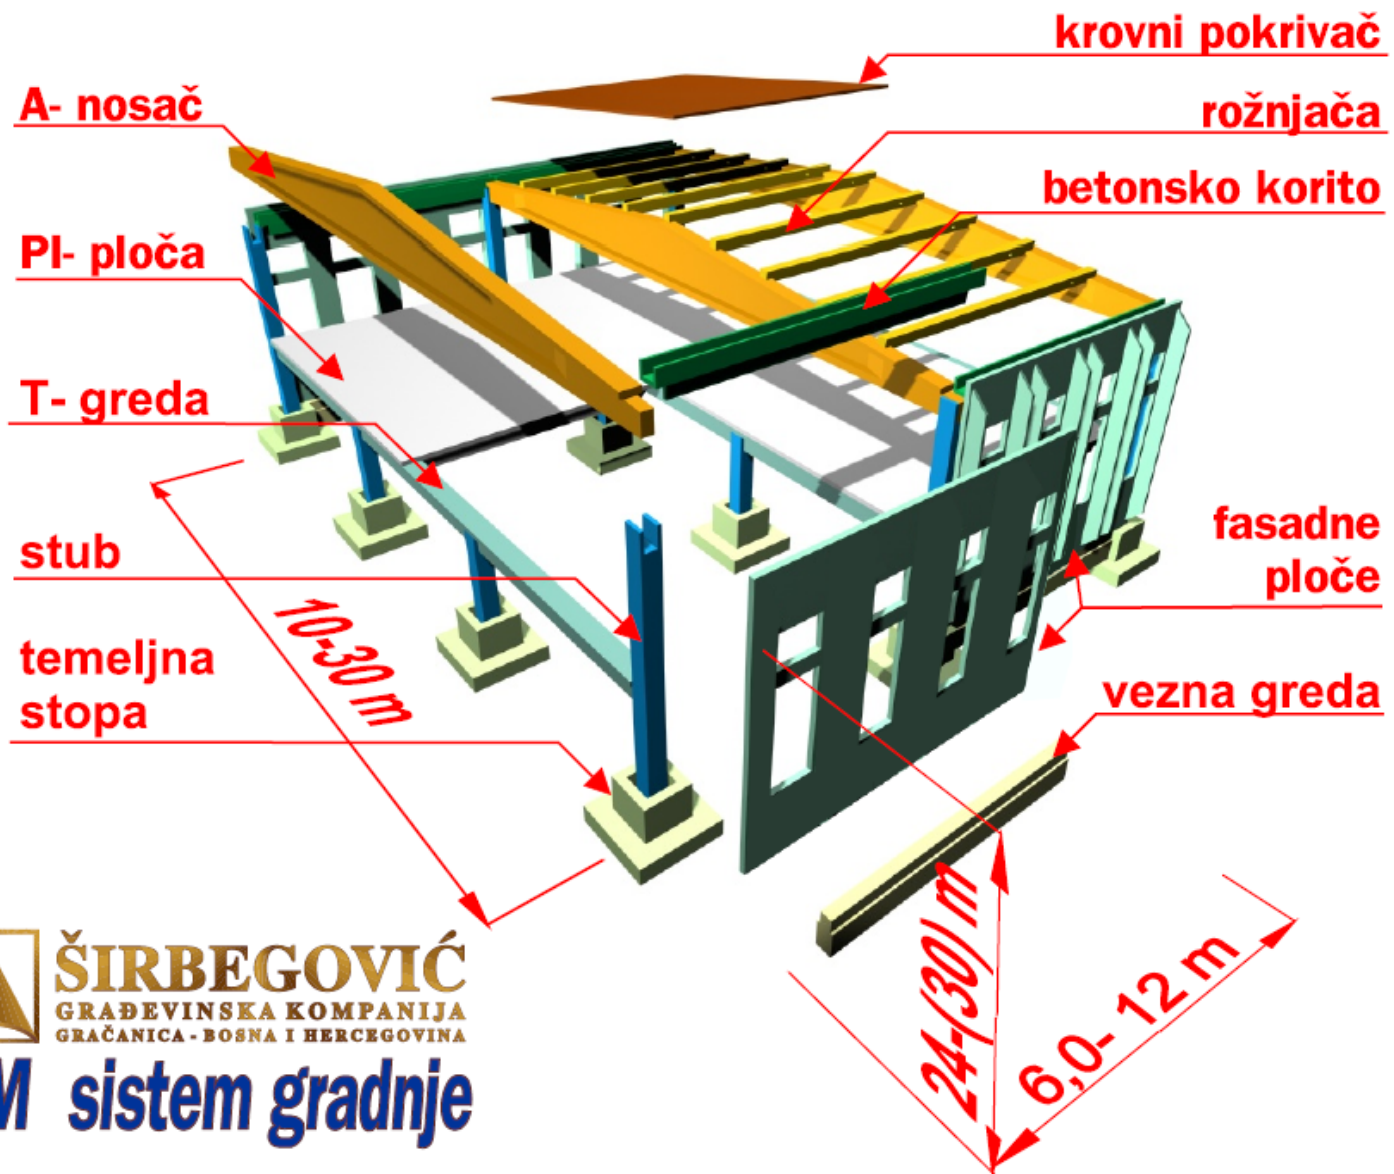 krovni pokrivač
A- nosač
rožnjača
betonsko korito
PI- ploča
T- greda
fasadne
ploče
stub
10-30 m
temeljna
stopa
vezna greda
24-(30) m
6,0- 12 m
ŠIRBEGOVIĆ
GRAĐEVINSKA KOMPANIJA
GRAČANICA - BOSNA I HERCEGOVINA
sistem gradnje